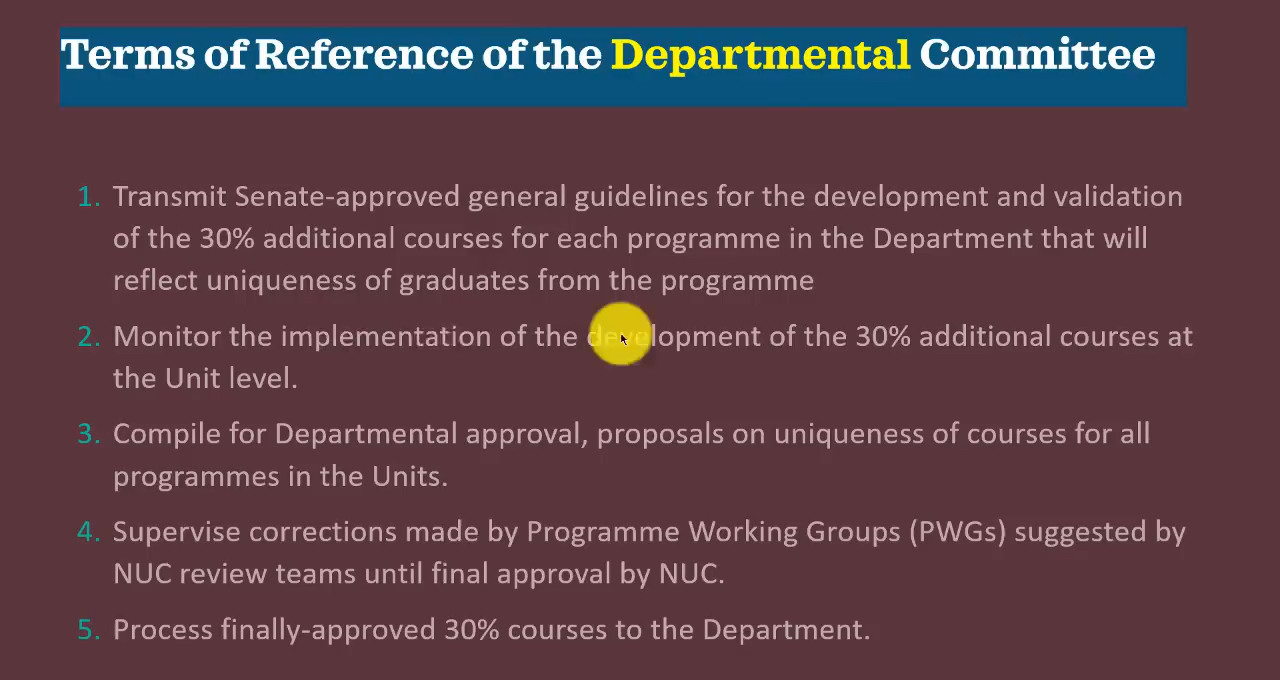 Terms of Reference of the Departmental Committee
1. Transmit Senate-approved general guidelines for the development and validation
of the 30% additional courses for each programme in the Department that will
reflect uniqueness of graduates from the programme
2. Monitor the implementation of the development of the 30% additional courses at
the Unit level.
3. Compile for Departmental approval, proposals on uniqueness of courses for all
programmes in the Units.
4. Supervise corrections made by Programme Working Groups (PWGs) suggested by
NUC review teams until final approval by NUC.
5. Process finally-approved 30% courses to the Department.